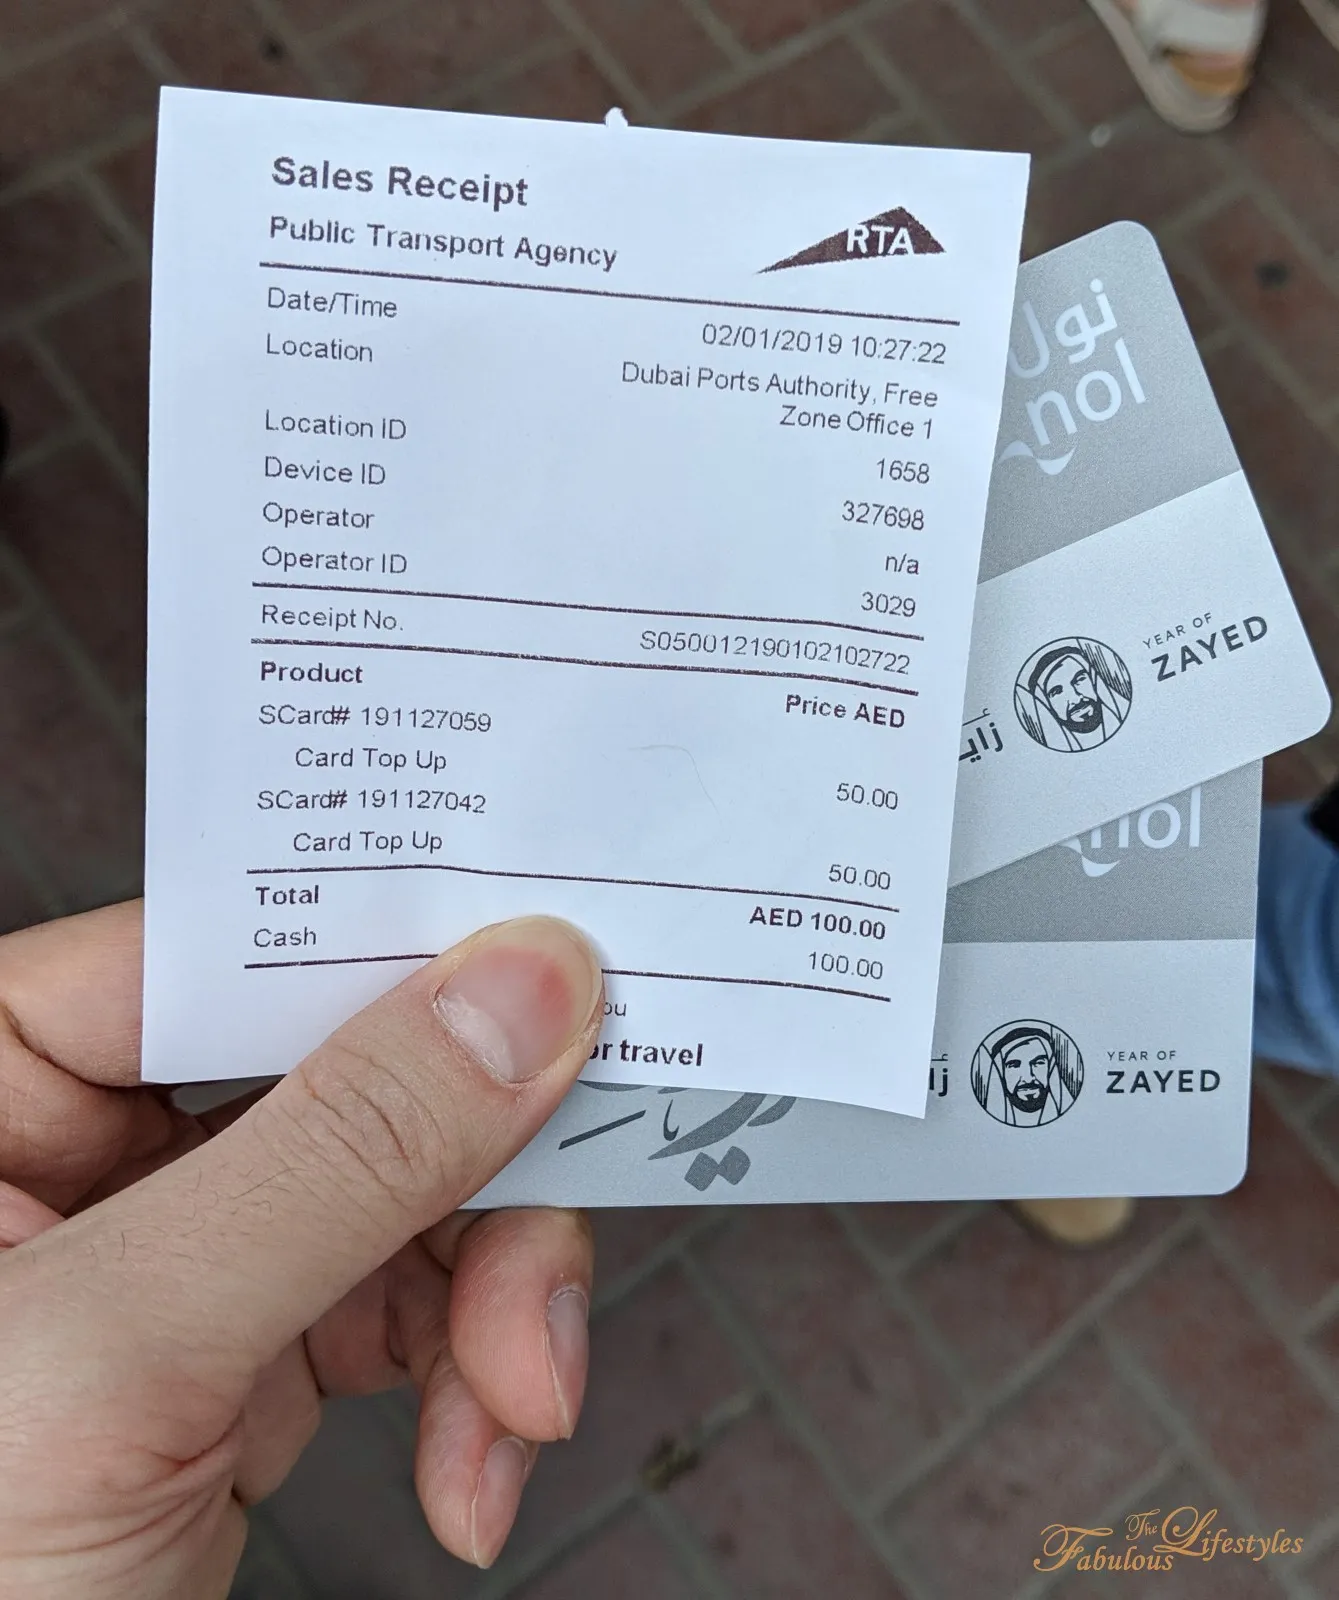 Sales Receipt
Public Transport Agency
RTA
Date/Time 02/01/2019 10:27:22
Location Dubai Ports Authority, Free
Zone Office 1
Location ID 1658
Device ID 327698
Operator n/a
Operator ID 3029
Receipt No. S050012190102102722
Product Price AED
SCard# 191127059
Card Top Up 50.00
SCard# 191127042
Card Top Up 50.00
Total AED 100.00
Cash 100.00
travel
نول
nol
YEAR OF
ZAYED
nol
YEAR OF
ZAYED
The Fabulous Lifestyles